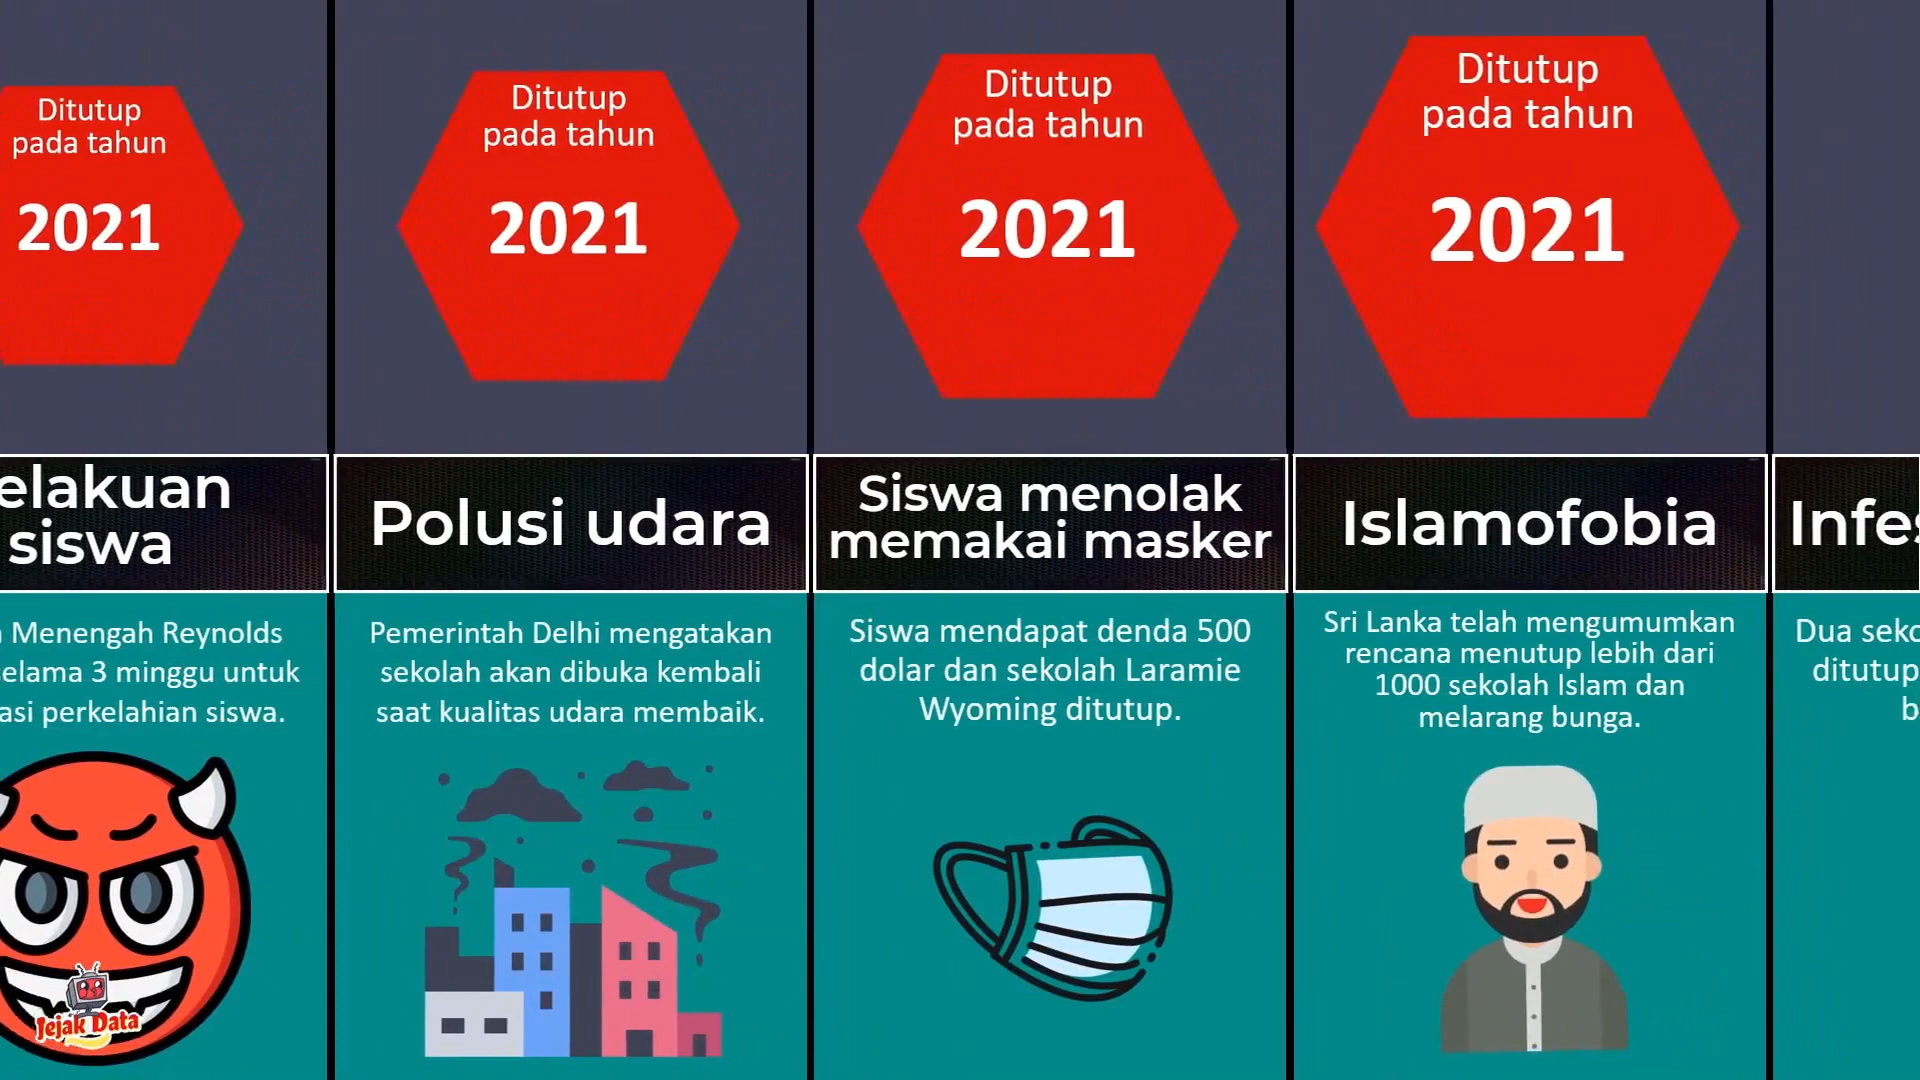 Ditutup
pada tahun
2021
elakuan
siswa
Menengah Reynolds
elama 3 minggu untuk
asi perkelahian siswa.
Jejak Data
Ditutup
pada tahun
2021
Polusi udara
Pemerintah Delhi mengatakan
sekolah akan dibuka kembali
saat kualitas udara membaik.
Ditutup
pada tahun
2021
Siswa menolak
memakai masker
Siswa mendapat denda 500
dolar dan sekolah Laramie
Wyoming ditutup.
Ditutup
pada tahun
2021
Islamofobia
Sri Lanka telah mengumumkan
rencana menutup lebih dari
1000 sekolah Islam dan
melarang bunga.
Infes
Dua seko
ditutup
b